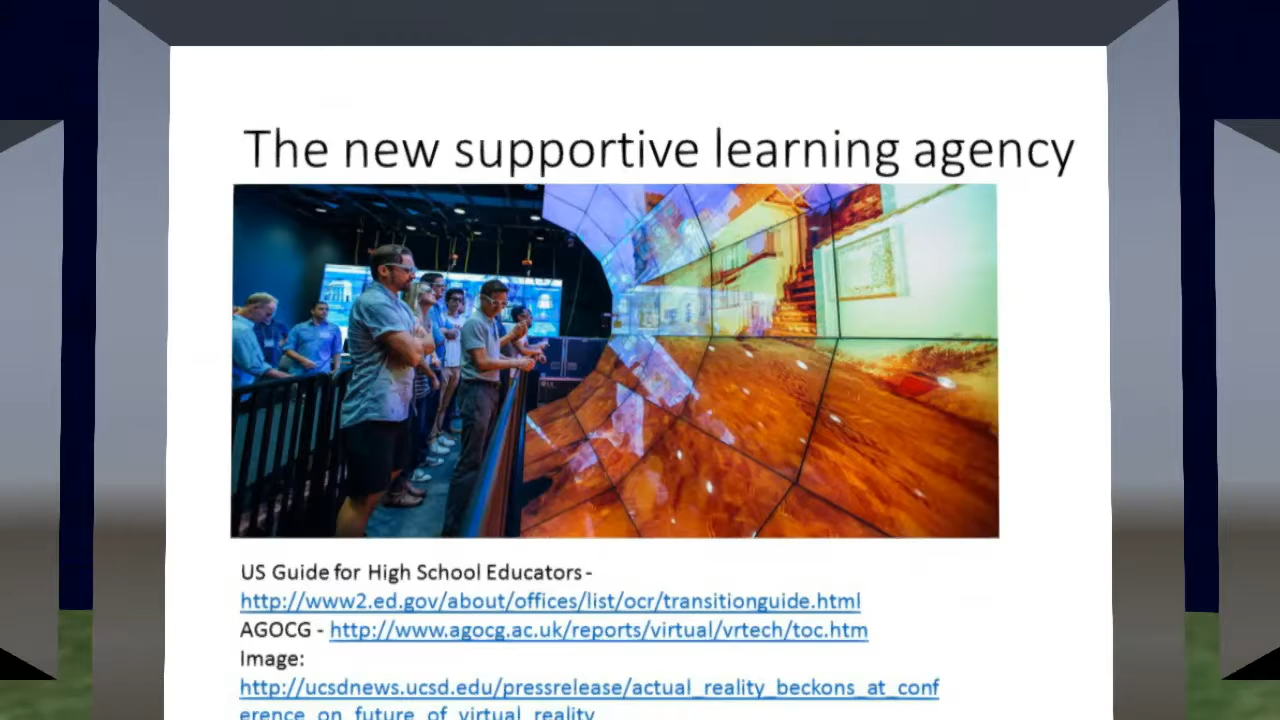 The new supportive learning agency
US Guide for High School Educators -
http://www2.ed.gov/about/offices/list/ocr/transitionguide.html
AGOCG - http://www.agocg.ac.uk/reports/virtual/vrtech/toc.htm
Image:
http://ucsdnews.ucsd.edu/pressrelease/actual_reality_beckons_at_conf
erence_on_future_of_virtual_reality